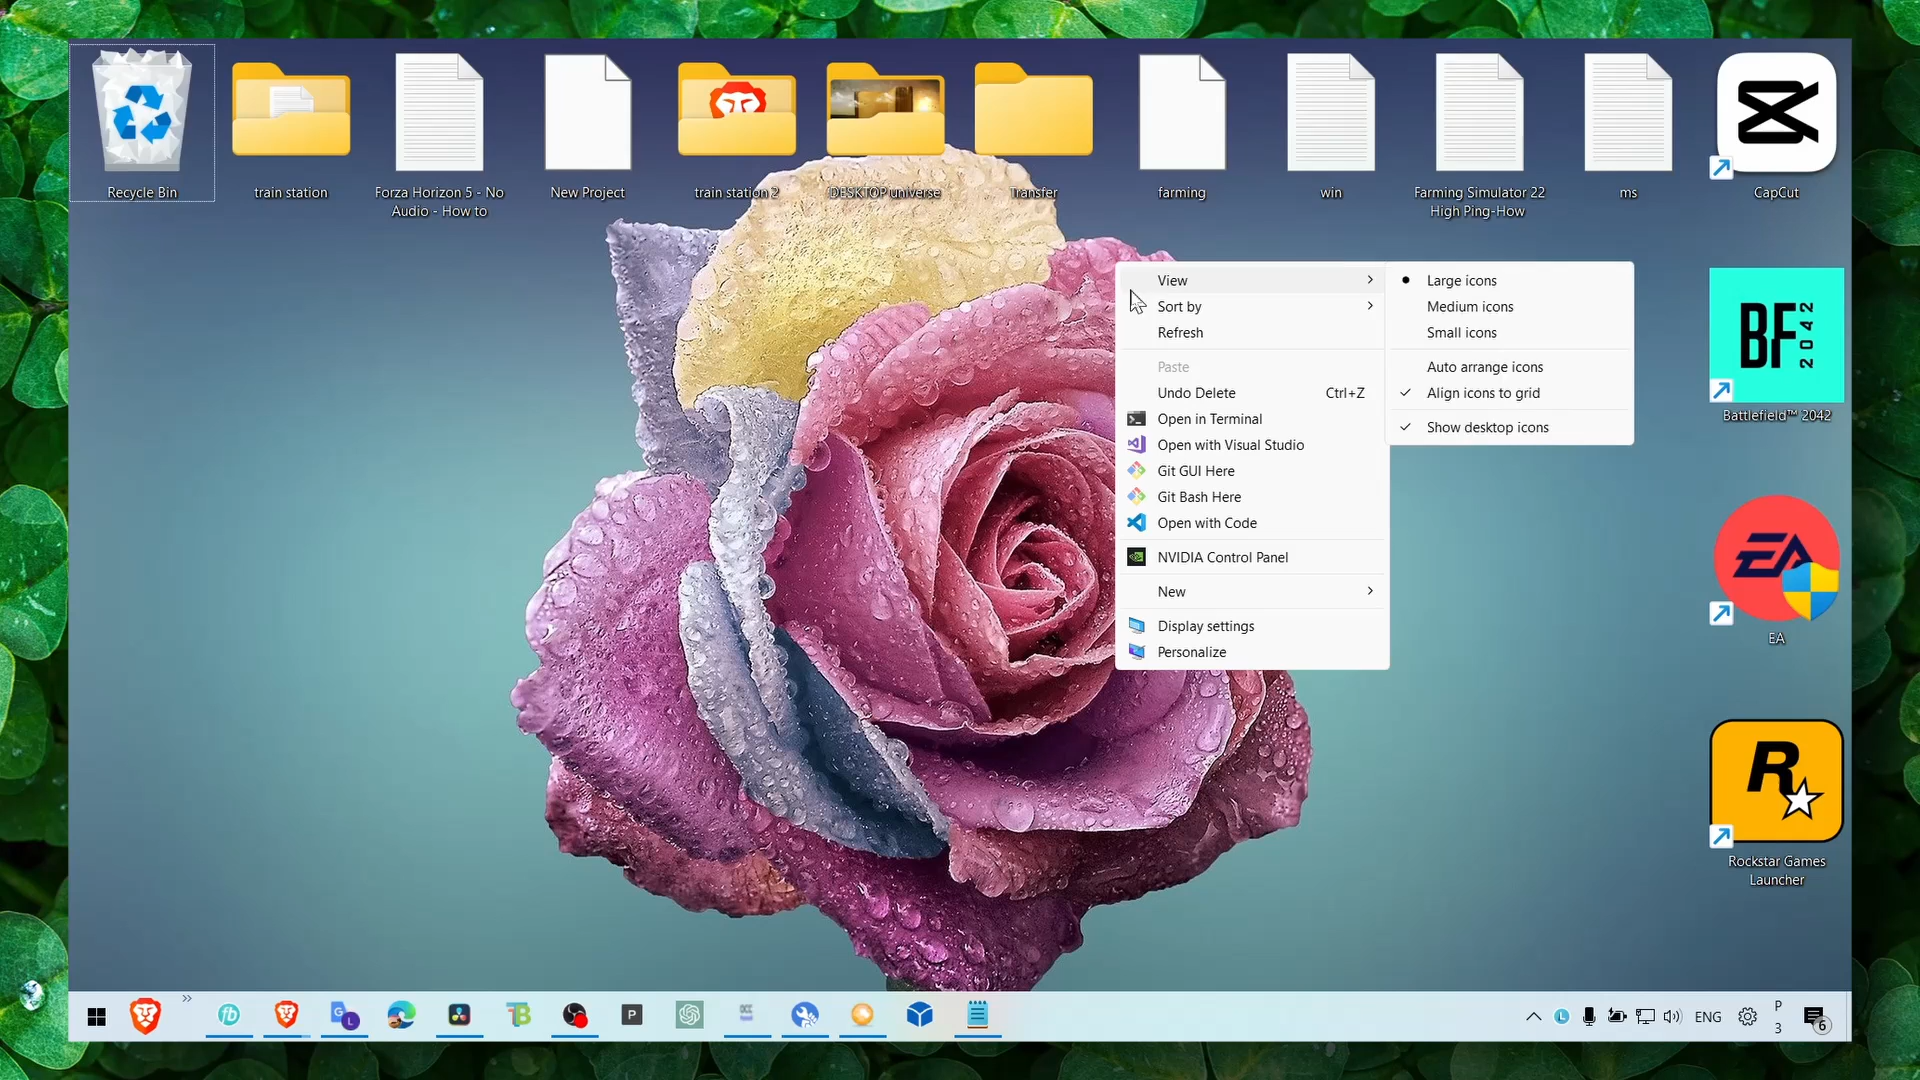 Recycle Bin
train station
Forza Horizon 5 - No
Audio - How to
New Project
train station 2
!DESKTOP universe
Transfer
farming
win
Farming Simulator 22
High Ping-How
ms
CapCut
View
Sort by
Refresh
Paste
Undo Delete Ctrl+Z
Open in Terminal
Open with Visual Studio
Git GUI Here
Git Bash Here
Open with Code
NVIDIA Control Panel
New
Display settings
Personalize
Large icons
Medium icons
Small icons
Auto arrange icons
Align icons to grid
Show desktop icons
BF
2042
Battlefield™ 2042
EA
EA
R
Rockstar Games
Launcher
fb
G
L
TB
P
L
ENG
P
3
6